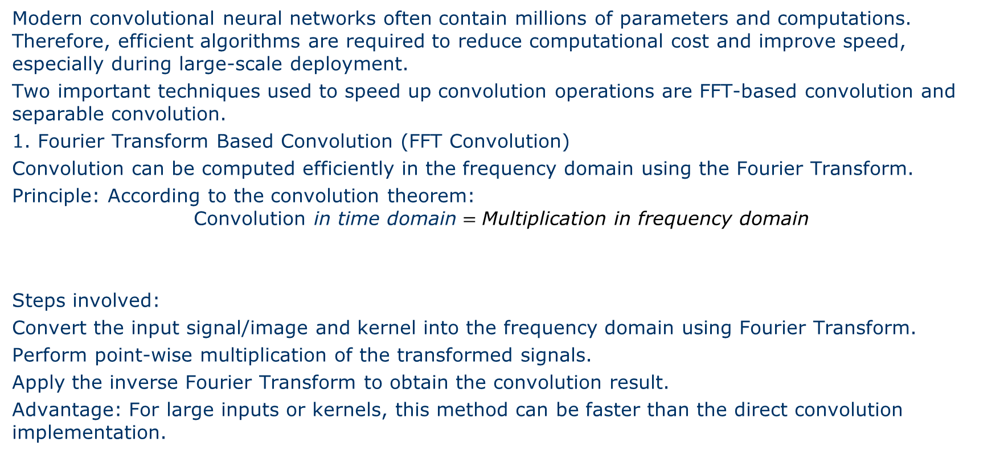 Modern convolutional neural networks often contain millions of parameters and computations.
Therefore, efficient algorithms are required to reduce computational cost and improve speed,
especially during large-scale deployment.
Two important techniques used to speed up convolution operations are FFT-based convolution and
separable convolution.
1. Fourier Transform Based Convolution (FFT Convolution)
Convolution can be computed efficiently in the frequency domain using the Fourier Transform.
Principle: According to the convolution theorem:
Convolution in time domain = Multiplication in frequency domain
Steps involved:
Convert the input signal/image and kernel into the frequency domain using Fourier Transform.
Perform point-wise multiplication of the transformed signals.
Apply the inverse Fourier Transform to obtain the convolution result.
Advantage: For large inputs or kernels, this method can be faster than the direct convolution
implementation.